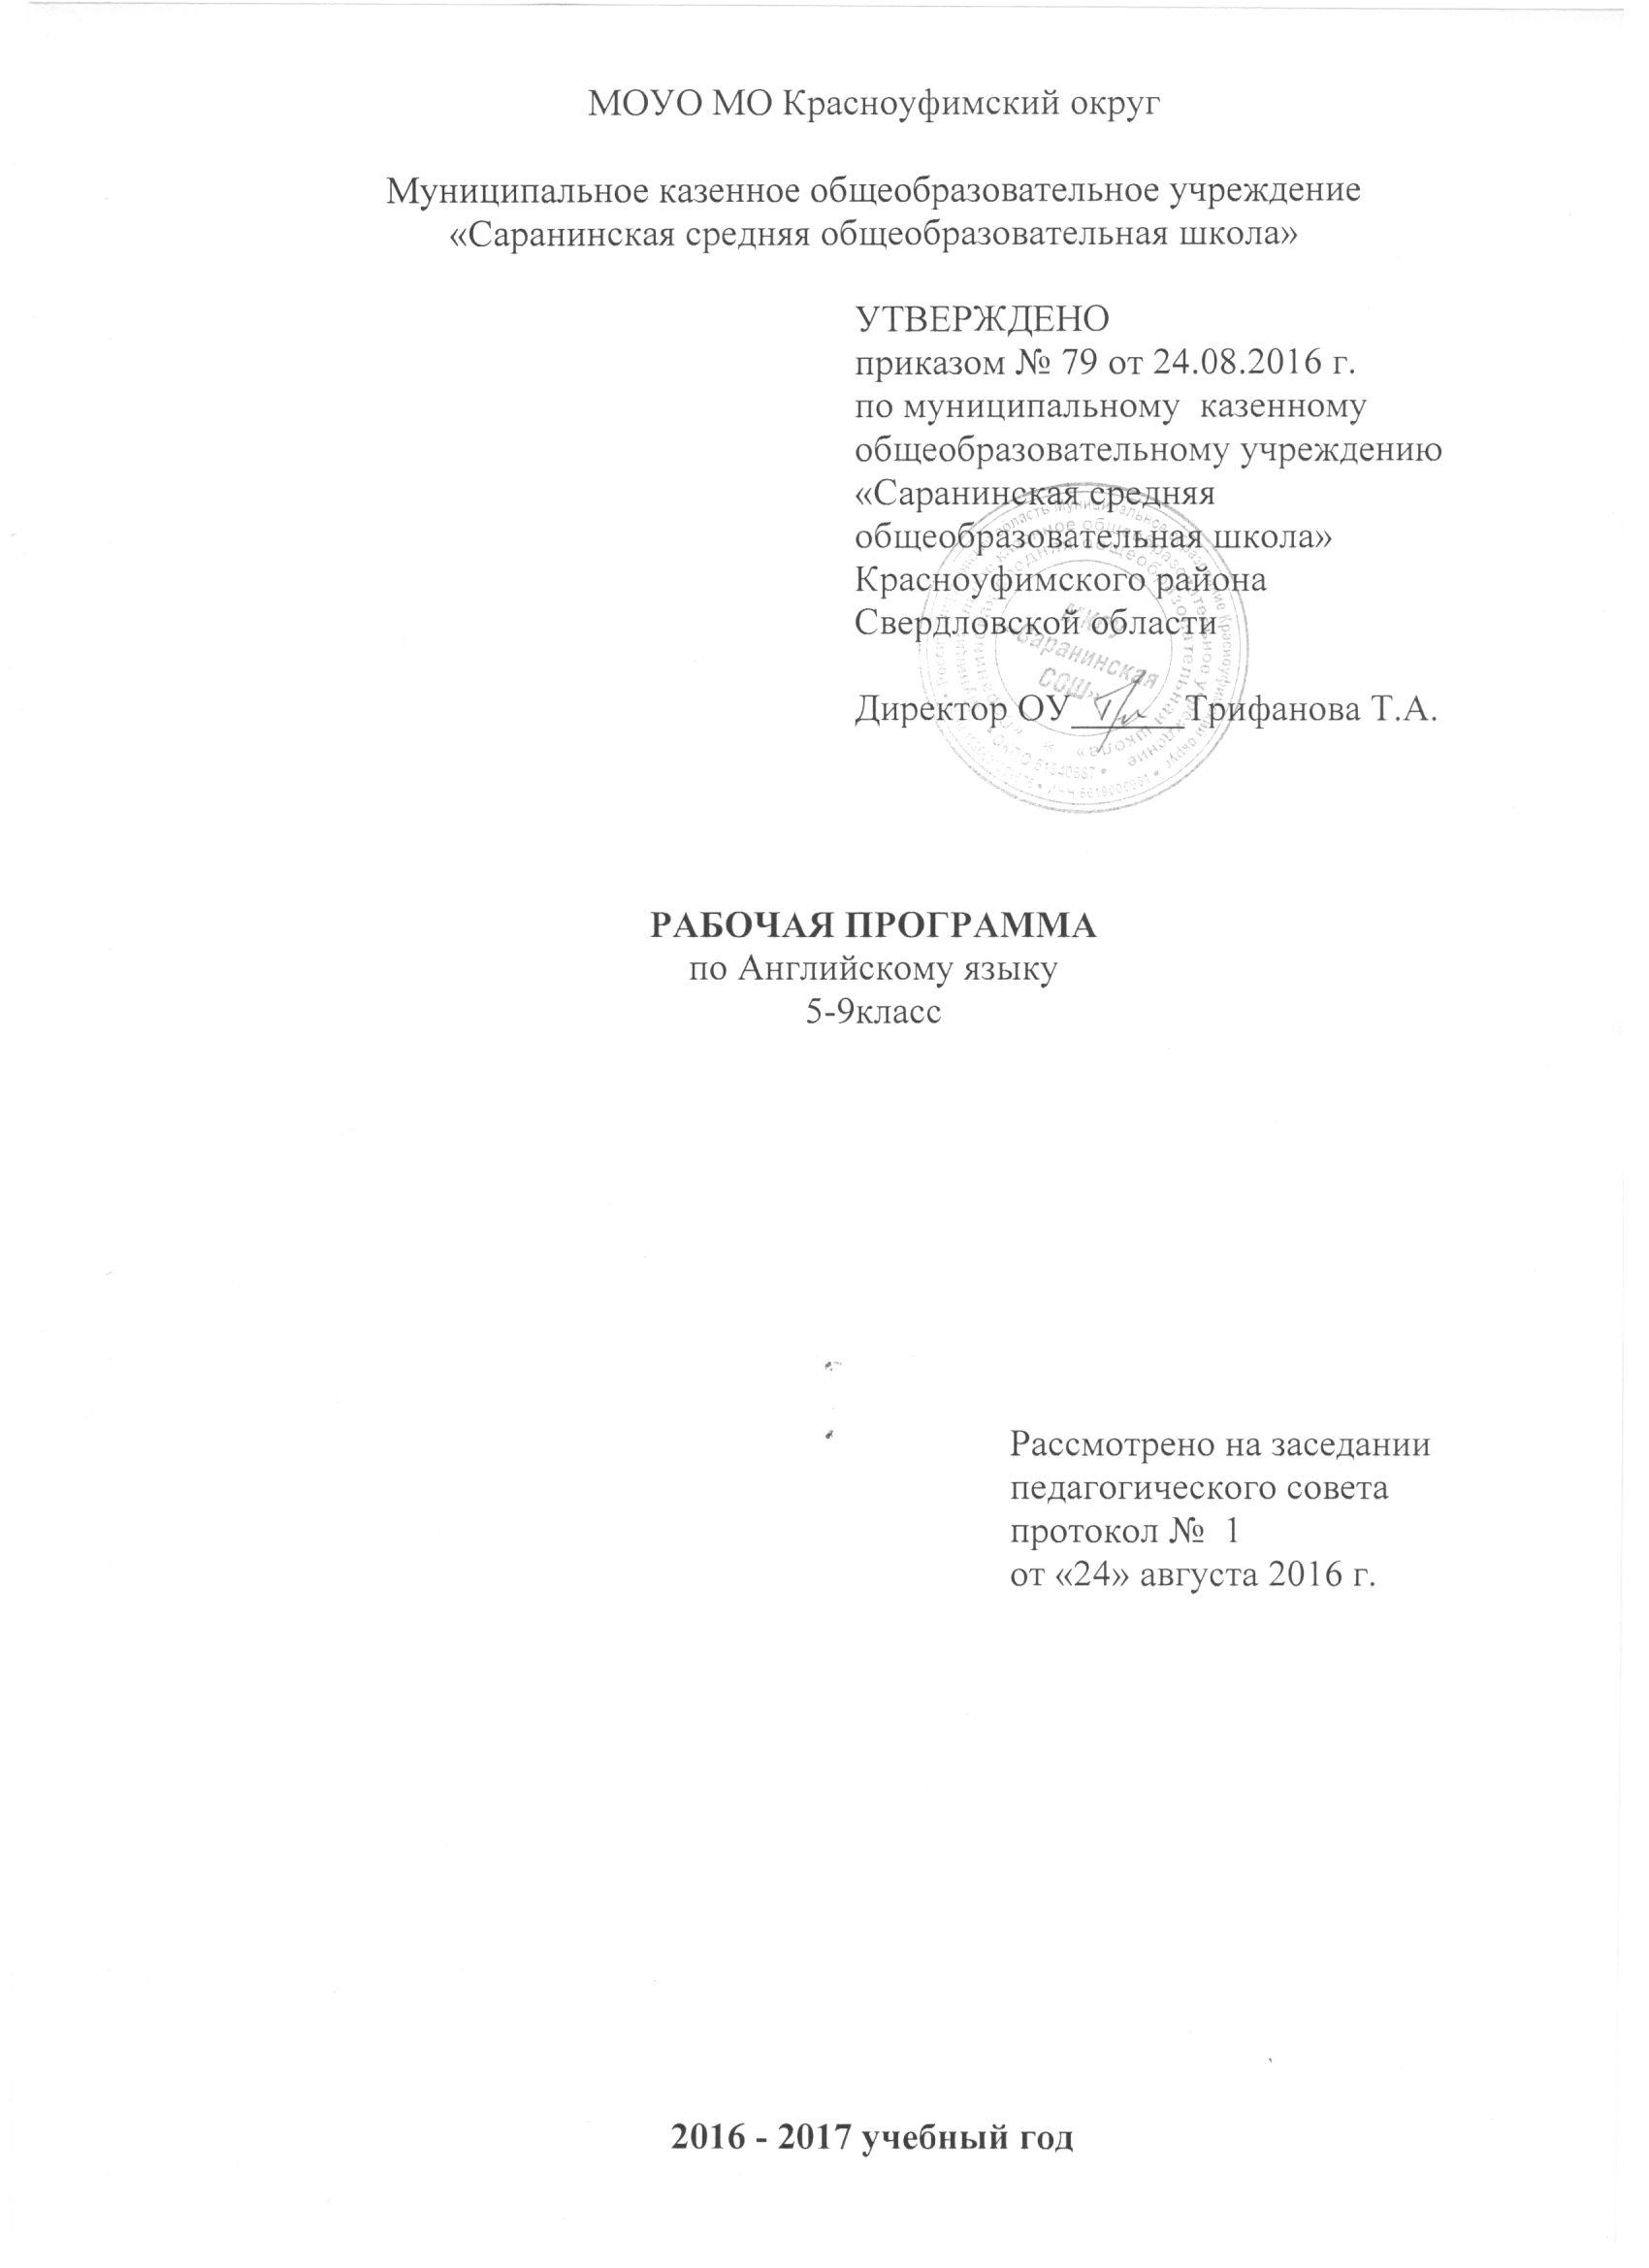 МОУО МО Красноуфимский округ
Муниципальное казенное общеобразовательное учреждение
«Саранинская средняя общеобразовательная школа»
УТВЕРЖДЕНО
приказом № 79 от 24.08.2016 г.
по муниципальному казенному
общеобразовательному учреждению
«Саранинская средняя
общеобразовательная школа»
Красноуфимского района
Свердловской области
Директор ОУ______Трифанова Т.А.
Саранинская
СОШ»
РАБОЧАЯ ПРОГРАММА
по Английскому языку
5-9класс
Рассмотрено на заседании
педагогического совета
протокол № 1
от «24» августа 2016 г.
2016 - 2017 учебный год